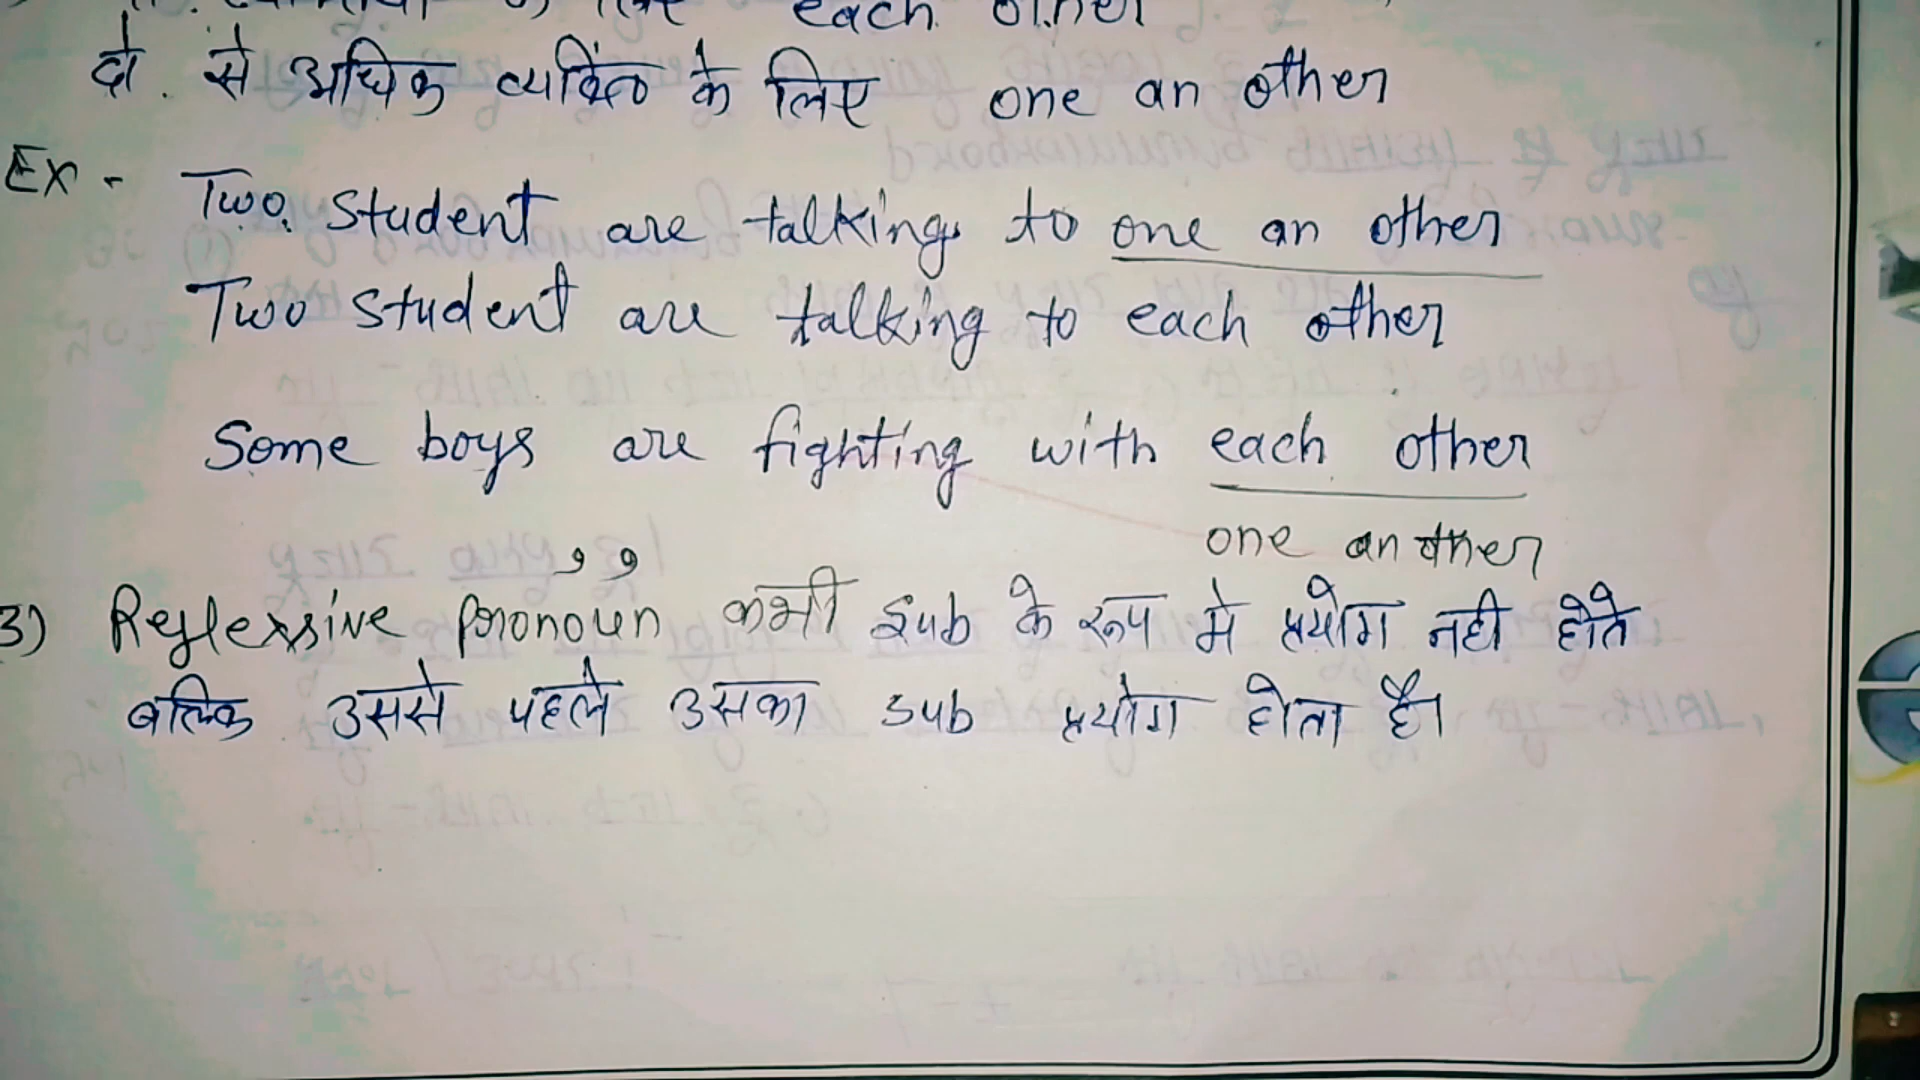 each other
दो से अधिक व्यक्ति के लिए one an other
Ex - Two Student are talking to one an other
Two student are talking to each other
Some boys are fighting with each other
one an other
3) Reflexsive pronoun कभी Sub के रूप मे प्रयोग नही होते
बल्कि उससे पहले उसका sub प्रयोग होता है।